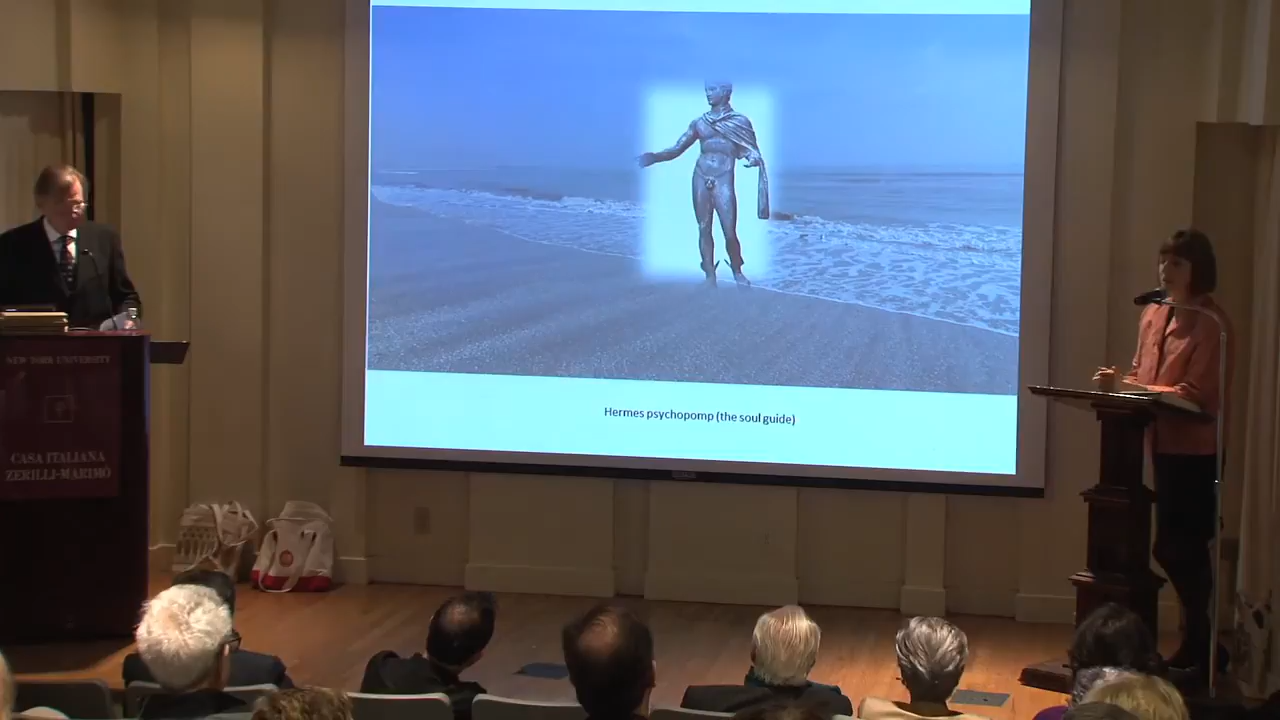 Hermes psychopomp (the soul guide)
NEW YORK UNIVERSITY
CASA ITALIANA
ZERILLI-MARIMÒ